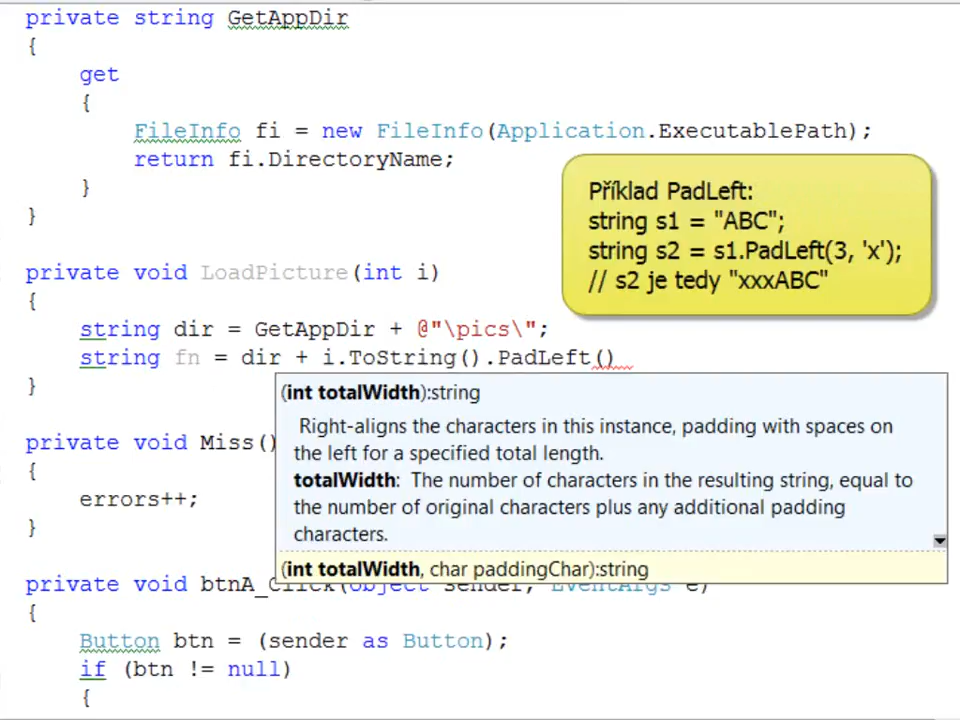 private string GetAppDir
{
get
{
FileInfo fi = new FileInfo(Application.ExecutablePath);
return fi.DirectoryName;
}
}
Příklad PadLeft:
string s1 = "ABC";
string s2 = s1.PadLeft(3, 'x');
// s2 je tedy "xxxABC"
private void LoadPicture(int i)
{
string dir = GetAppDir + @"\pics\";
string fn = dir + i.ToString().PadLeft()
}
(int totalWidth):string
Right-aligns the characters in this instance, padding with spaces on
the left for a specified total length.
totalWidth: The number of characters in the resulting string, equal to
the number of original characters plus any additional padding
characters.
(int totalWidth, char paddingChar):string
private void Miss()
{
errors++;
}
private void btnA_Click(object sender, EventArgs e)
{
Button btn = (sender as Button);
if (btn != null)
{